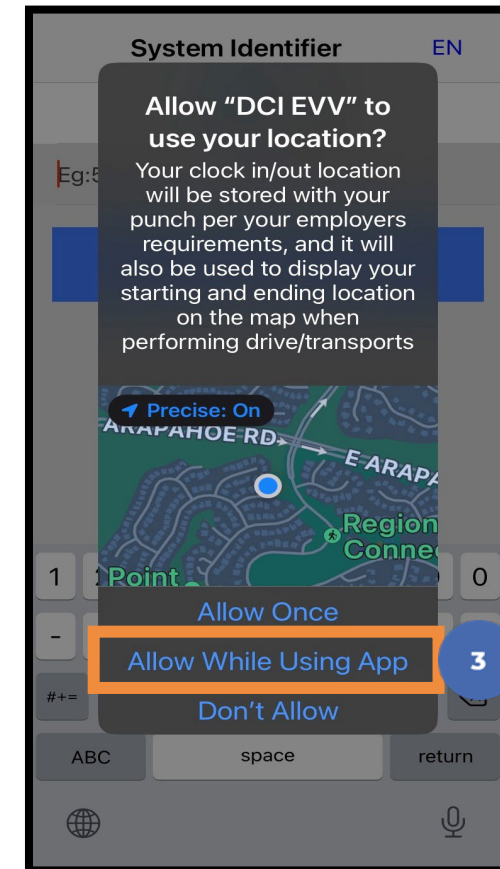 System Identifier EN
Allow “DCI EVV” to
use your location?
Your clock in/out location
will be stored with your
punch per your employers
requirements, and it will
also be used to display your
starting and ending location
on the map when
performing drive/transports
Eg:5
Precise: On
ARAPAHOE RD
E ARAPA
Region
Conne
Point
1 2 0
Allow Once
-
Allow While Using App 3
#+=
Don’t Allow
ABC space return